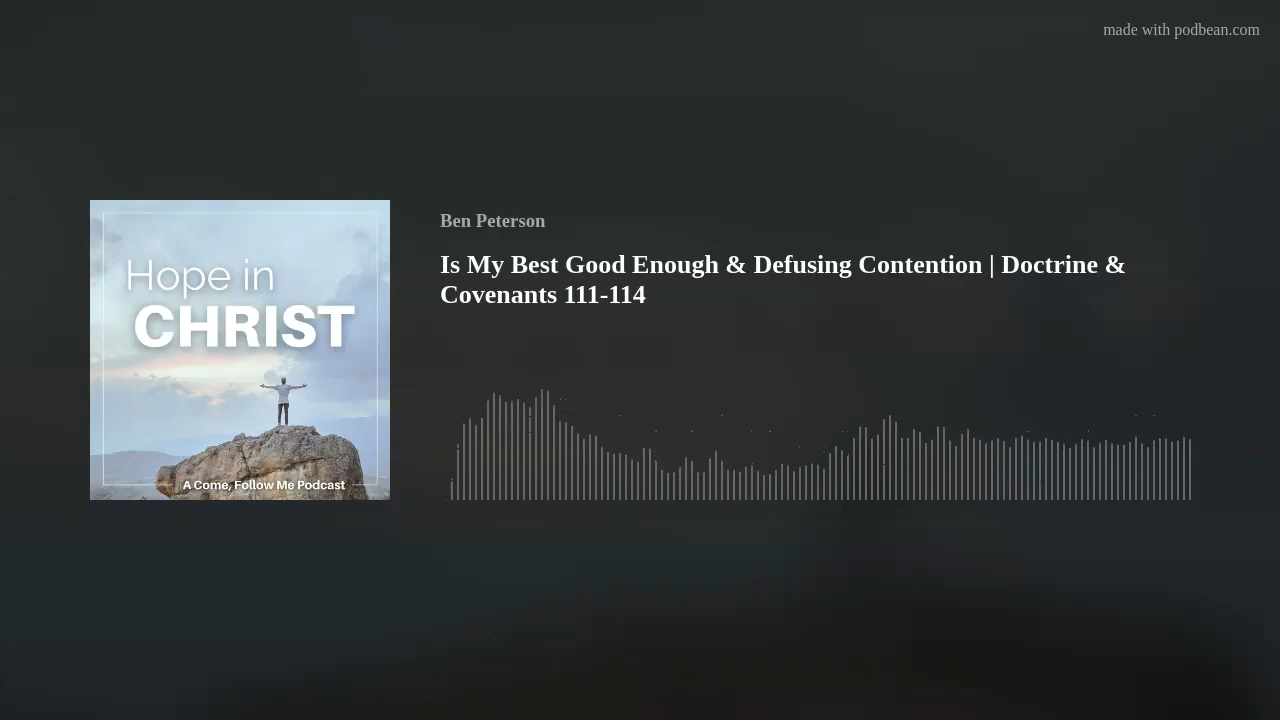 made with podbean.com
Hope in
CHRIST
A Come, Follow Me Podcast
Ben Peterson
Is My Best Good Enough & Defusing Contention | Doctrine &
Covenants 111-114